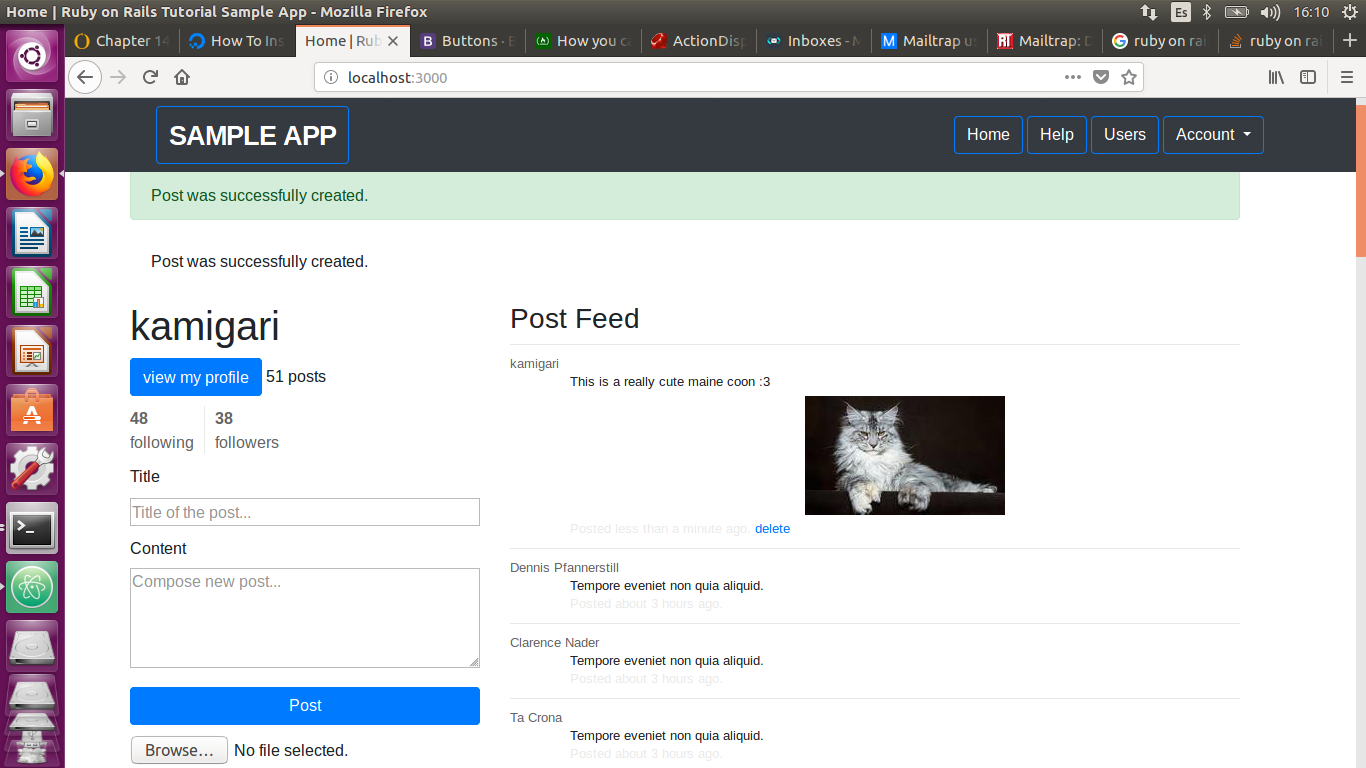 Home | Ruby on Rails Tutorial Sample App - Mozilla Firefox
Es
16:10
Chapter 14
How To Ins
Home | Rub
Buttons · B
How you c
ActionDisp
Inboxes - M
Mailtrap u
Mailtrap: D
ruby on rai
ruby on rai
localhost:3000
SAMPLE APP
Home
Help
Users
Account
Post was successfully created.
Post was successfully created.
kamigari
view my profile 51 posts
48
following
38
followers
Title
Title of the post...
Content
Compose new post...
Post
Browse... No file selected.
Post Feed
kamigari
This is a really cute maine coon :3
Posted less than a minute ago. delete
Dennis Pfannerstill
Tempore eveniet non quia aliquid.
Posted about 3 hours ago.
Clarence Nader
Tempore eveniet non quia aliquid.
Posted about 3 hours ago.
Ta Crona
Tempore eveniet non quia aliquid.
Posted about 3 hours ago.